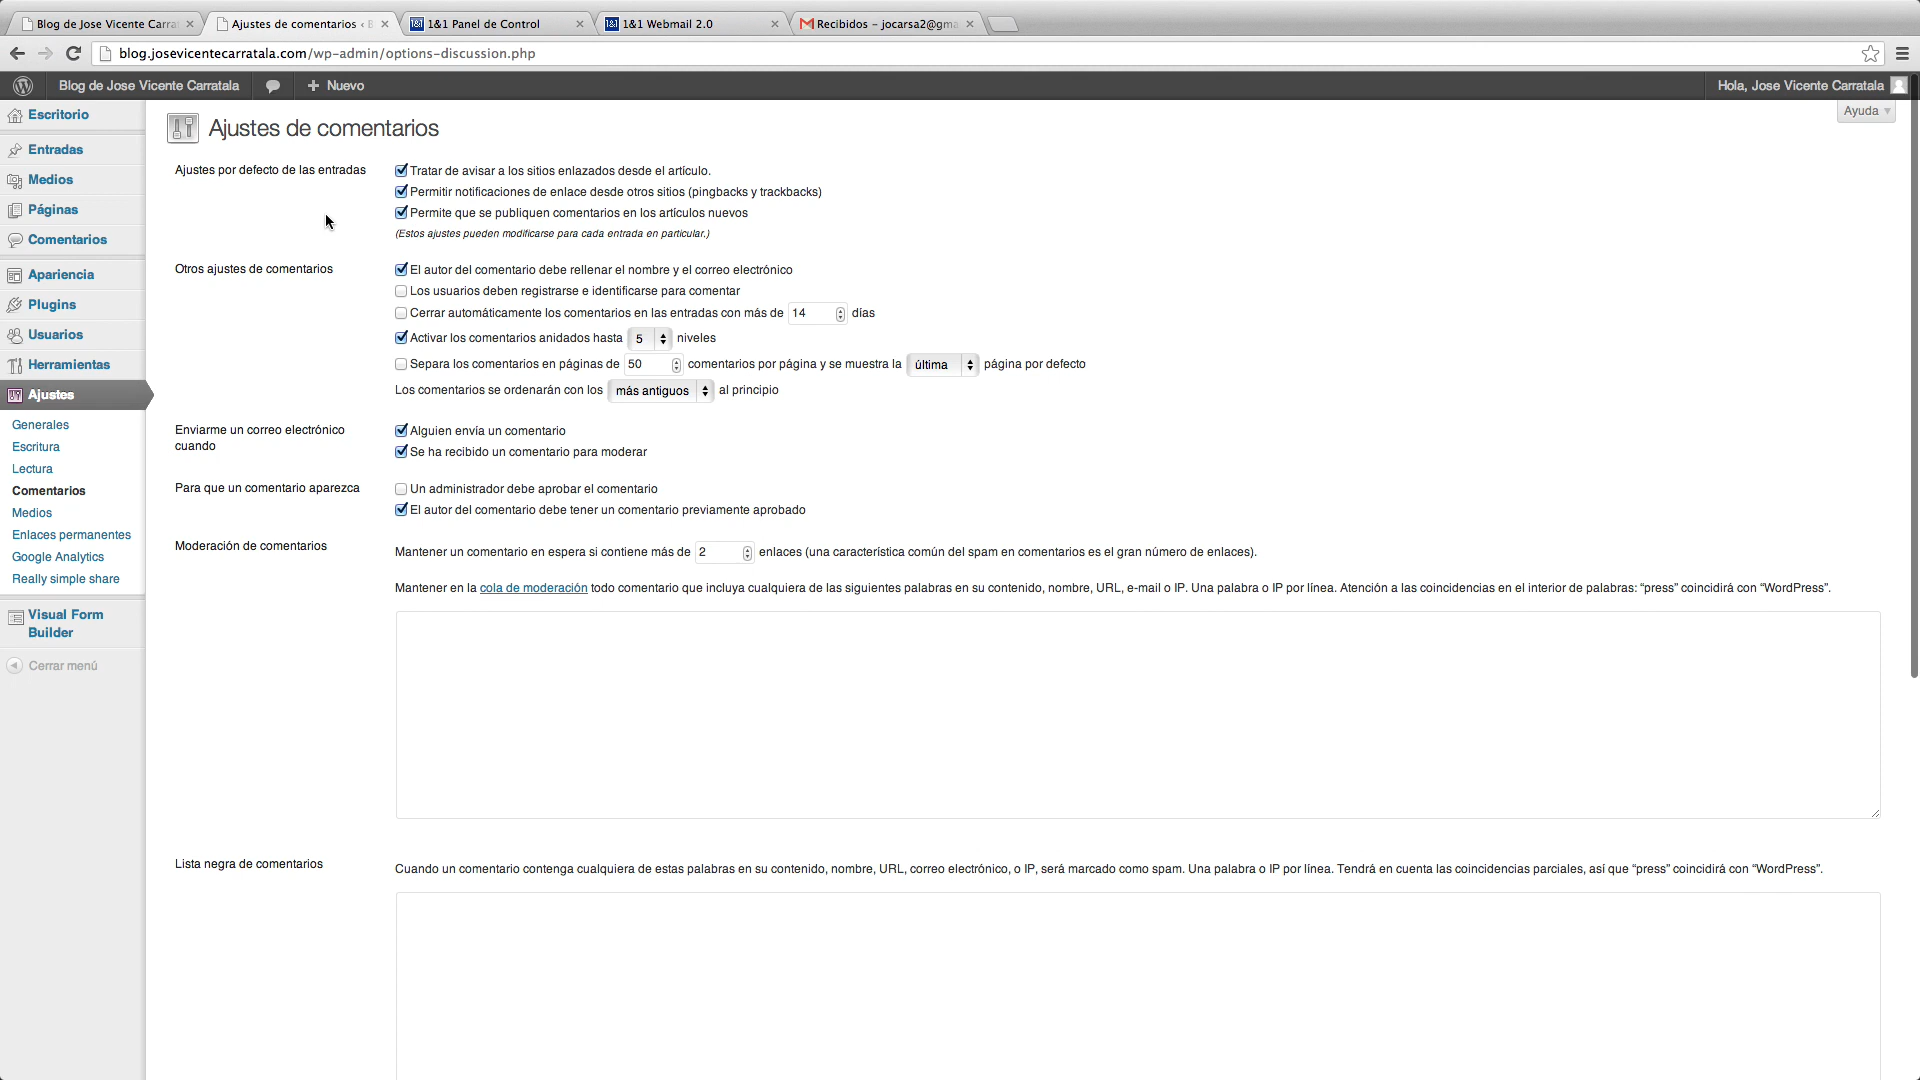 Blog de Jose Vicente Carra
Ajustes de comentarios ‹ B
1&1 Panel de Control
1&1 Webmail 2.0
Recibidos – jocarsa2@gma
blog.josevicentecarratala.com/wp-admin/options-discussion.php
Blog de Jose Vicente Carratala
+ Nuevo
Hola, Jose Vicente Carratala
Ayuda
Escritorio
Entradas
Medios
Páginas
Comentarios
Apariencia
Plugins
Usuarios
Herramientas
Ajustes
Generales
Escritura
Lectura
Comentarios
Medios
Enlaces permanentes
Google Analytics
Really simple share
Visual Form
Builder
Cerrar menú
Ajustes de comentarios
Ajustes por defecto de las entradas
Tratar de avisar a los sitios enlazados desde el artículo.
Permitir notificaciones de enlace desde otros sitios (pingbacks y trackbacks)
Permite que se publiquen comentarios en los artículos nuevos
(Estos ajustes pueden modificarse para cada entrada en particular.)
Otros ajustes de comentarios
El autor del comentario debe rellenar el nombre y el correo electrónico
Los usuarios deben registrarse e identificarse para comentar
Cerrar automáticamente los comentarios en las entradas con más de 14 días
Activar los comentarios anidados hasta 5 niveles
Separa los comentarios en páginas de 50 comentarios por página y se muestra la última página por defecto
Los comentarios se ordenarán con los más antiguos al principio
Enviarme un correo electrónico
cuando
Alguien envía un comentario
Se ha recibido un comentario para moderar
Para que un comentario aparezca
Un administrador debe aprobar el comentario
El autor del comentario debe tener un comentario previamente aprobado
Moderación de comentarios
Mantener un comentario en espera si contiene más de 2 enlaces (una característica común del spam en comentarios es el gran número de enlaces).
Mantener en la cola de moderación todo comentario que incluya cualquiera de las siguientes palabras en su contenido, nombre, URL, e-mail o IP. Una palabra o IP por línea. Atención a las coincidencias en el interior de palabras: “press” coincidirá con “WordPress”.
Lista negra de comentarios
Cuando un comentario contenga cualquiera de estas palabras en su contenido, nombre, URL, correo electrónico, o IP, será marcado como spam. Una palabra o IP por línea. Tendrá en cuenta las coincidencias parciales, así que “press” coincidirá con “WordPress”.